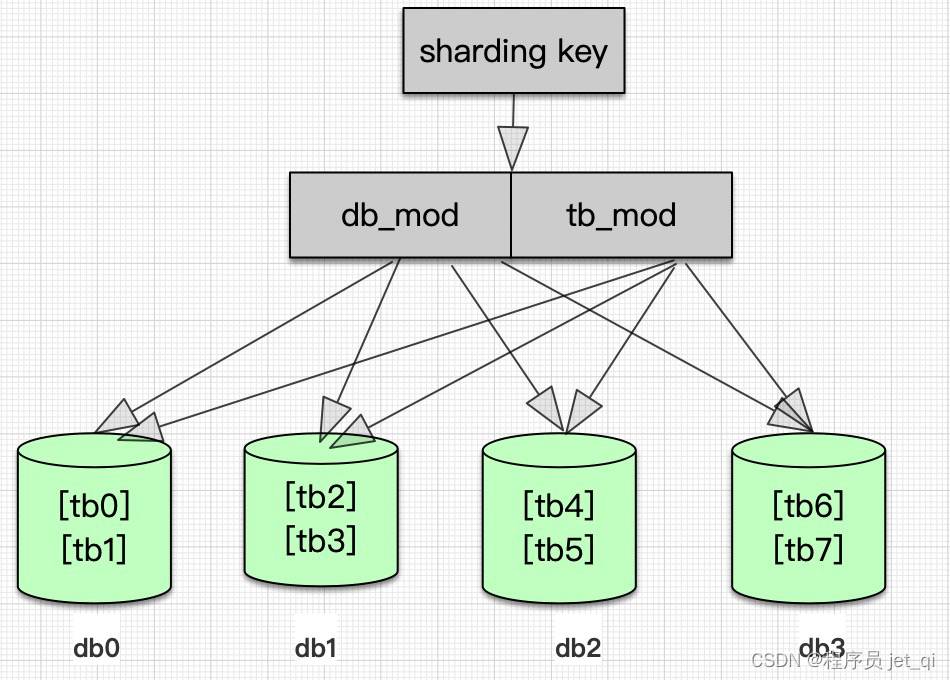 sharding key
db_mod tb_mod
[tb0]
[tb1]
[tb2]
[tb3]
[tb4]
[tb5]
[tb6]
[tb7]
db0 db1 db2 db3
CSDN @程序员 jet_qi